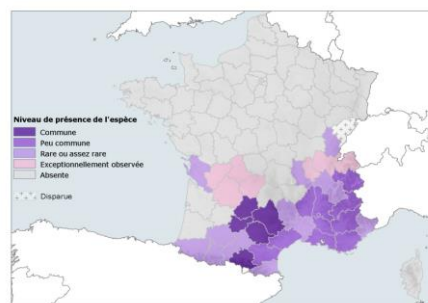 Niveau de présence de l'espèce
Commune
Peu commune
Rare ou assez rare
Exceptionnellement observée
Absente
Disparue